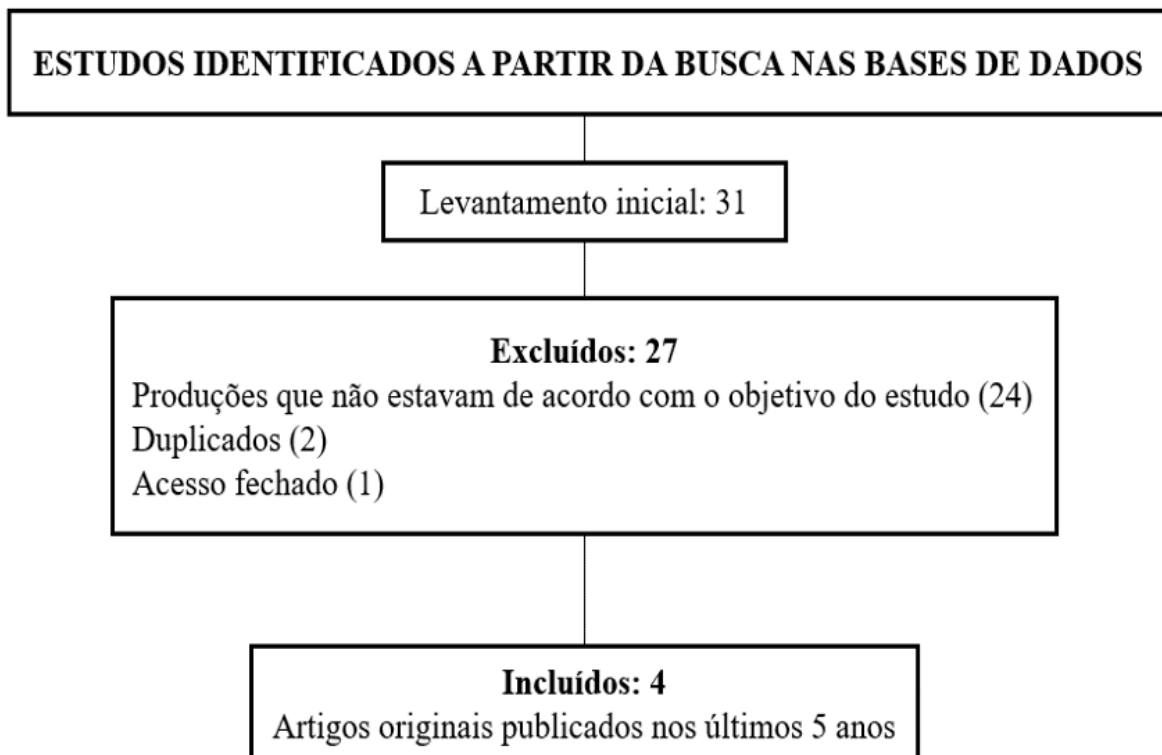 ESTUDOS IDENTIFICADOS A PARTIR DA BUSCA NAS BASES DE DADOS
Levantamento inicial: 31
Excluídos: 27
Produções que não estavam de acordo com o objetivo do estudo (24)
Duplicados (2)
Acesso fechado (1)
Incluídos: 4
Artigos originais publicados nos últimos 5 anos